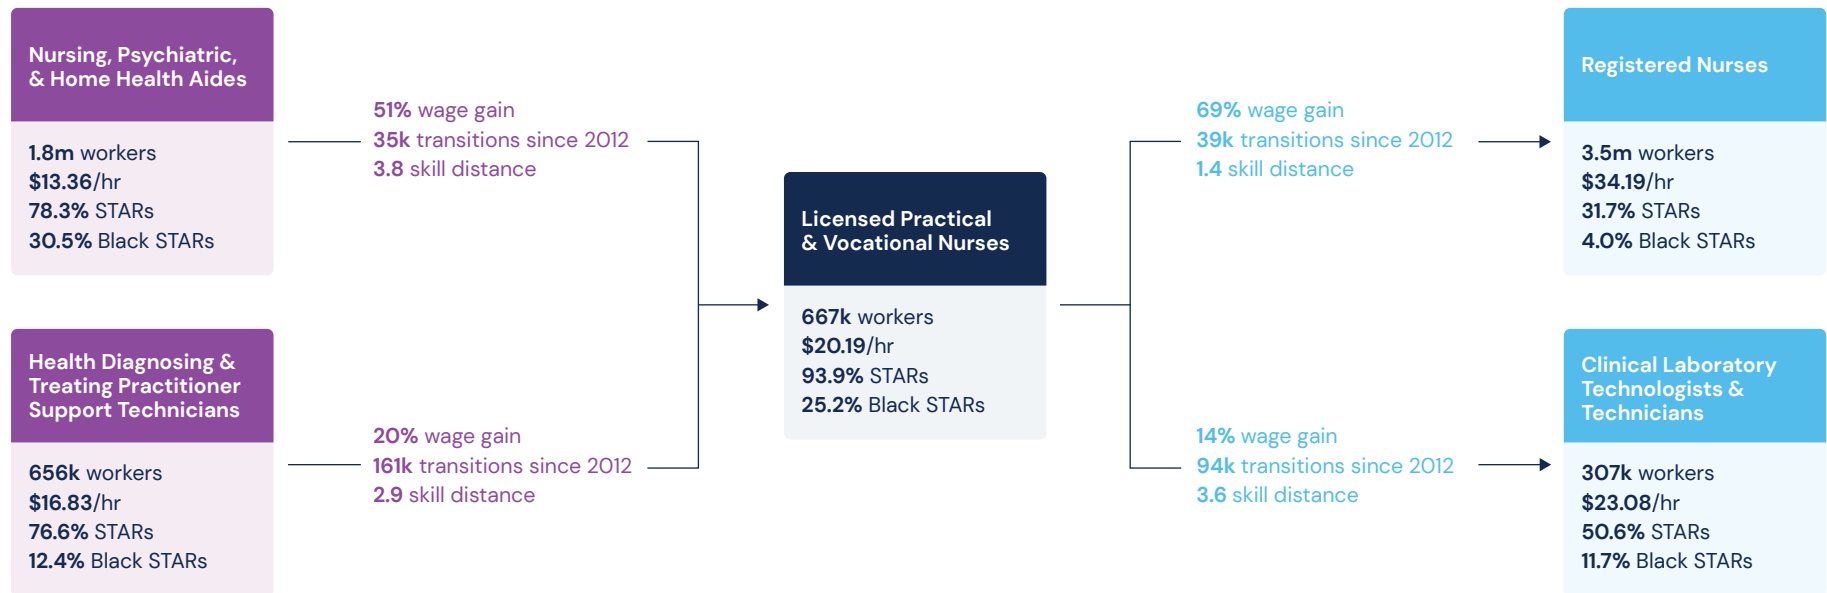 Nursing, Psychiatric,
& Home Health Aides
1.8m workers
$13.36/hr
78.3% STARs
30.5% Black STARs
51% wage gain
35k transitions since 2012
3.8 skill distance
Health Diagnosing &
Treating Practitioner
Support Technicians
656k workers
$16.83/hr
76.6% STARs
12.4% Black STARs
20% wage gain
161k transitions since 2012
2.9 skill distance
Licensed Practical
& Vocational Nurses
667k workers
$20.19/hr
93.9% STARs
25.2% Black STARs
69% wage gain
39k transitions since 2012
1.4 skill distance
Registered Nurses
3.5m workers
$34.19/hr
31.7% STARs
4.0% Black STARs
14% wage gain
94k transitions since 2012
3.6 skill distance
Clinical Laboratory
Technologists &
Technicians
307k workers
$23.08/hr
50.6% STARs
11.7% Black STARs